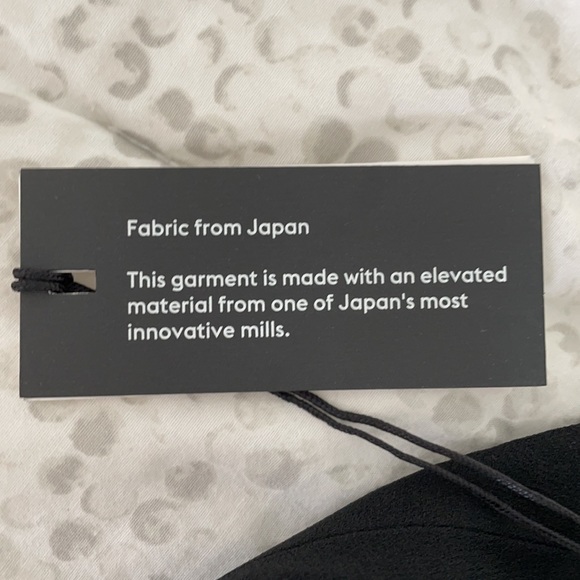 Fabric from Japan
This garment is made with an elevated
material from one of Japan's most
innovative mills.